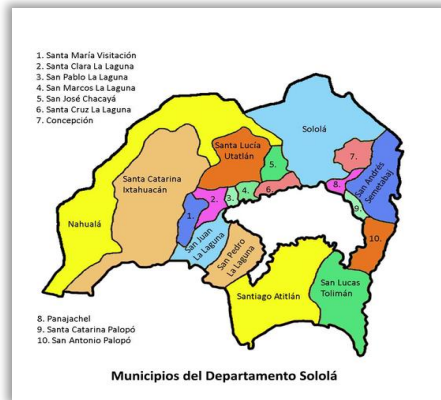 1. Santa María Visitación
2. Santa Clara La Laguna
3. San Pablo La Laguna
4. San Marcos La Laguna
5. San José Chacayá
6. Santa Cruz La Laguna
7. Concepción
Sololá
Santa Lucía
Utatlán
7.
5.
Santa Catarina
Ixtahuacán
San Andrés
Semetabaj
8.
6.
4.
3.
2.
9.
1.
Nahualá
San Juan
La Laguna
San Pedro
La Laguna
10.
Santiago Atitlán
San Lucas
Tolimán
8. Panajachel
9. Santa Catarina Palopó
10. San Antonio Palopó
Municipios del Departamento Sololá